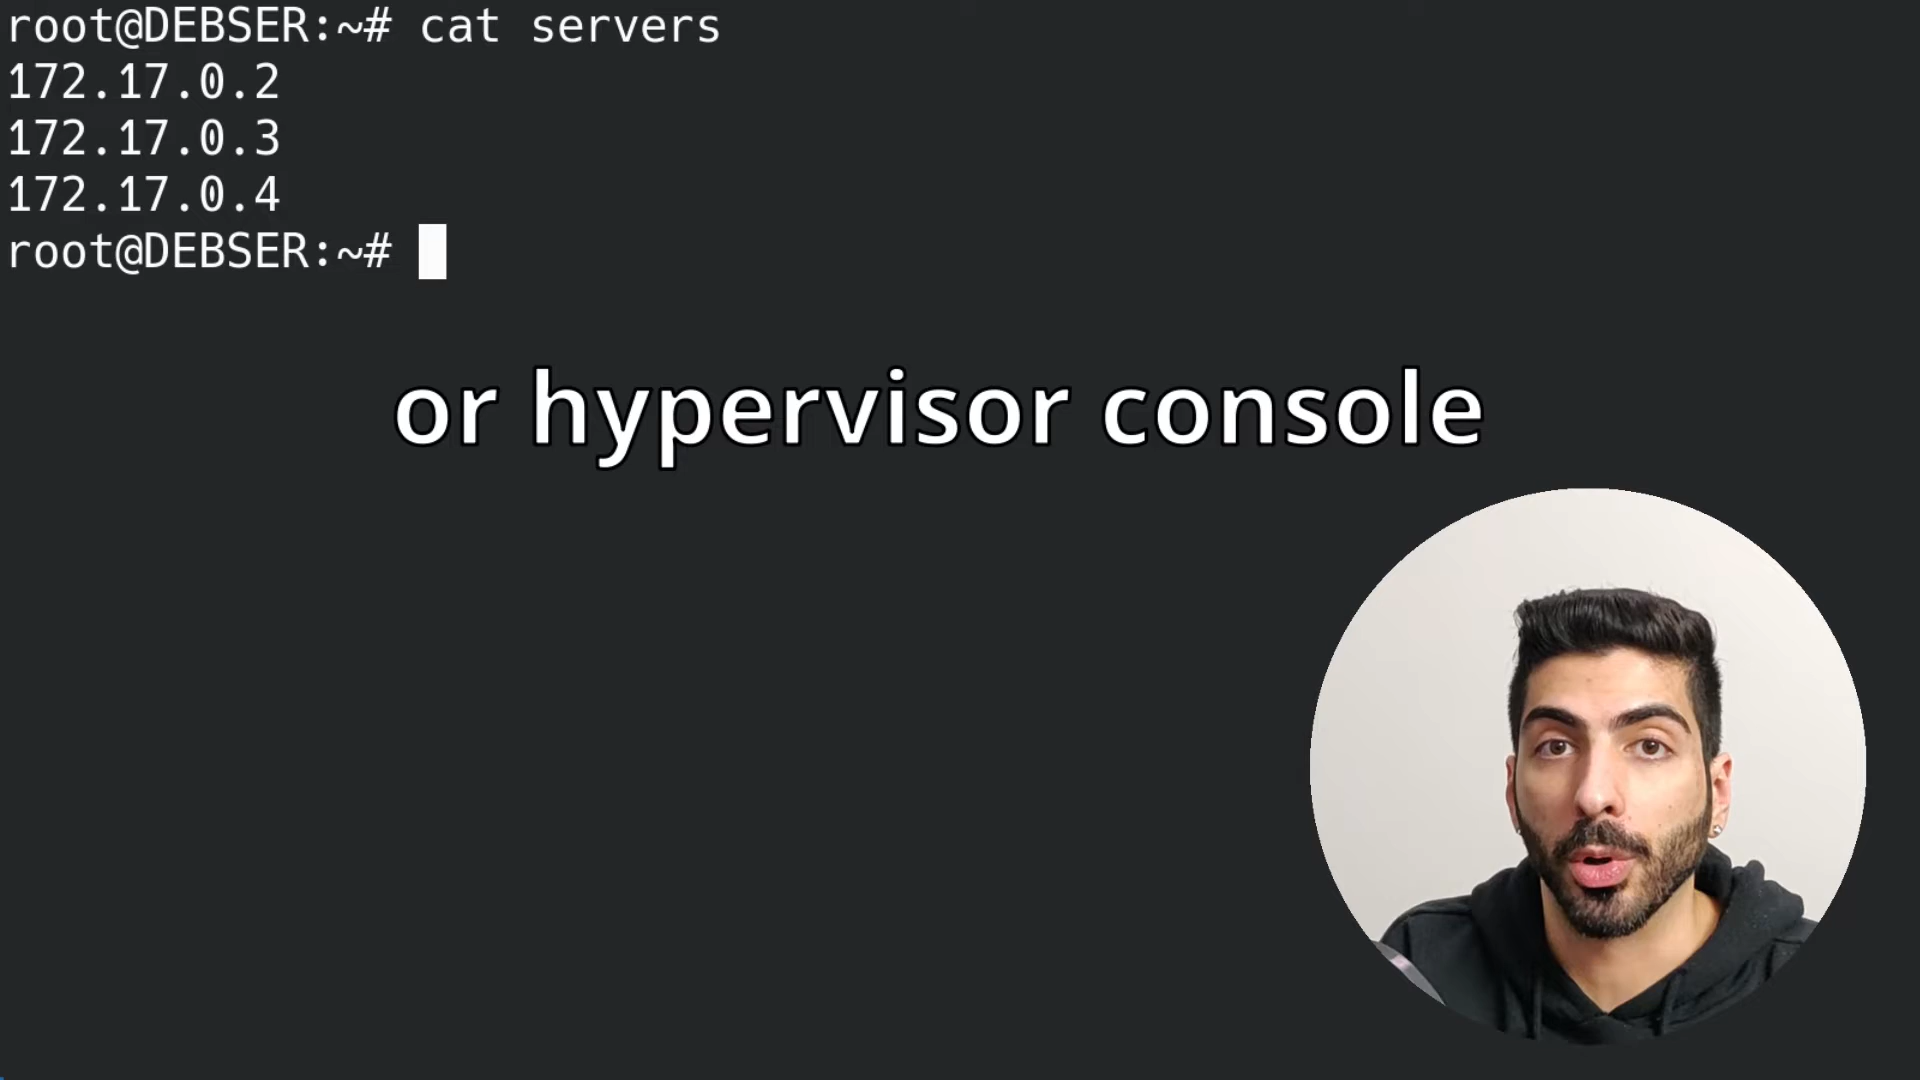 root@DEBSER:~# cat servers
172.17.0.2
172.17.0.3
172.17.0.4
root@DEBSER:~#
or hypervisor console